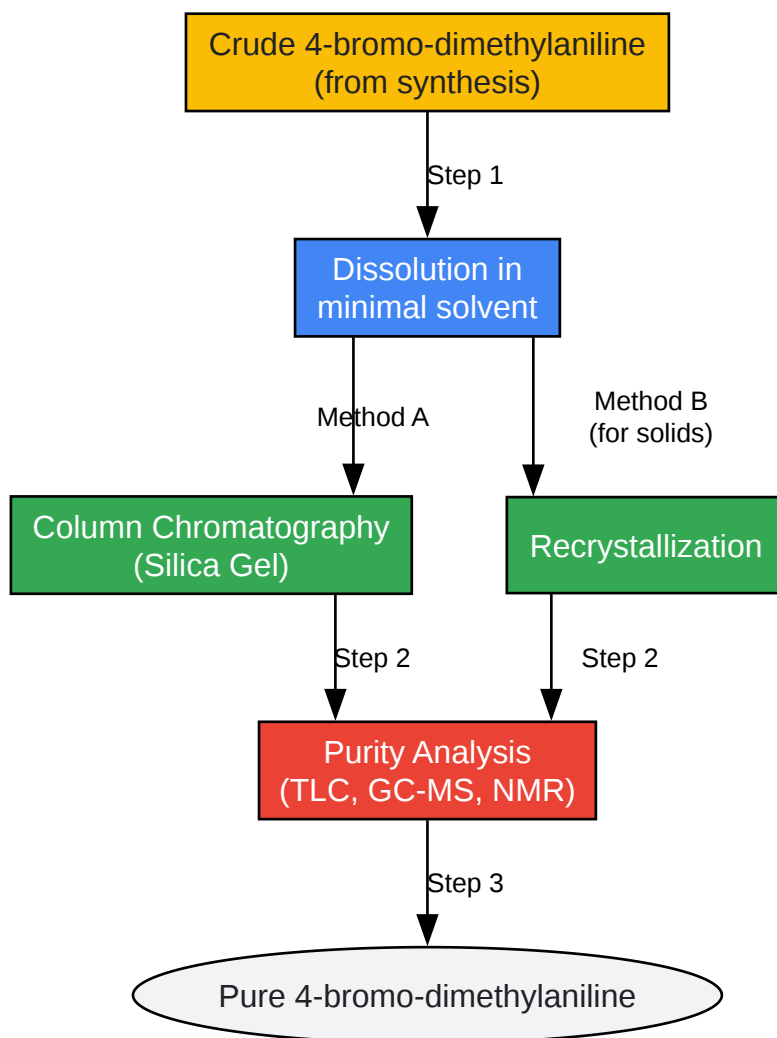 Crude 4-bromo-dimethylaniline
(from synthesis)
Step 1
Dissolution in
minimal solvent
Method A
Method B
(for solids)
Column Chromatography
(Silica Gel)
Recrystallization
Step 2
Step 2
Purity Analysis
(TLC, GC-MS, NMR)
Step 3
Pure 4-bromo-dimethylaniline